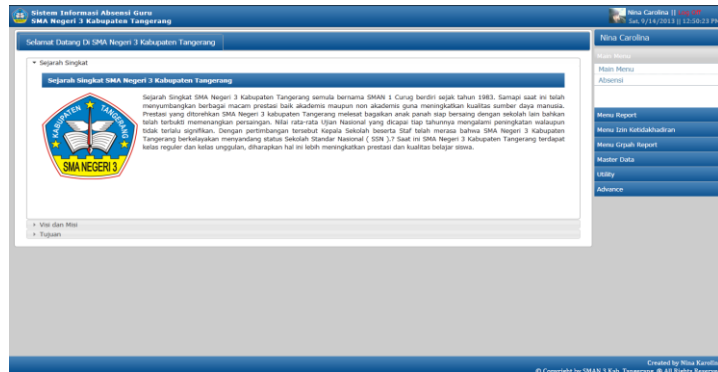 Sistem Informasi Absensi Guru
SMA Negeri 3 Kabupaten Tangerang
Nina Carolina ||
Sat, 9/14/2013 || 12:50:23 PM
Selamat Datang Di SMA Negeri 3 Kabupaten Tangerang
Sejarah Singkat
Sejarah Singkat SMA Negeri 3 Kabupaten Tangerang
KABUPATEN TANGERANG
SMA NEGERI 3
Sejarah Singkat SMA Negeri 3 Kabupaten Tangerang semula bernama SMAN 1 Curug berdiri sejak tahun 1983. Samapi saat ini telah
menyumbangkan berbagai macam prestasi baik akademis maupun non akademis guna meningkatkan kualitas sumber daya manusia.
Prestasi yang ditorehkan SMA Negeri 3 kabupaten Tangerang melesat bagaikan anak panah siap bersaing dengan sekolah lain bahkan
telah terbukti memenangkan persaingan. Nilai rata-rata Ujian Nasional yang dicapai tiap tahunnya mengalami peningkatan walaupun
tidak terlalu signifikan. Dengan pertimbangan tersebut Kepala Sekolah beserta Staf telah merasa bahwa SMA Negeri 3 Kabupaten
Tangerang berkelayakan menyandang status Sekolah Standar Nasional ( SSN ).? Saat ini SMA Negeri 3 Kabupaten Tangerang terdapat
kelas reguler dan kelas unggulan, diharapkan hal ini lebih meningkatkan prestasi dan kualitas belajar siswa.
Visi dan Misi
Tujuan
Nina Carolina
Main Menu
Main Menu
Absensi
Menu Report
Menu Izin Ketidakhadiran
Menu Grpah Report
Master Data
Utility
Advance
Created by Nina Karolin
© Copyright by SMAN 3 Kab. Tangerang. @ All Rights Reserve